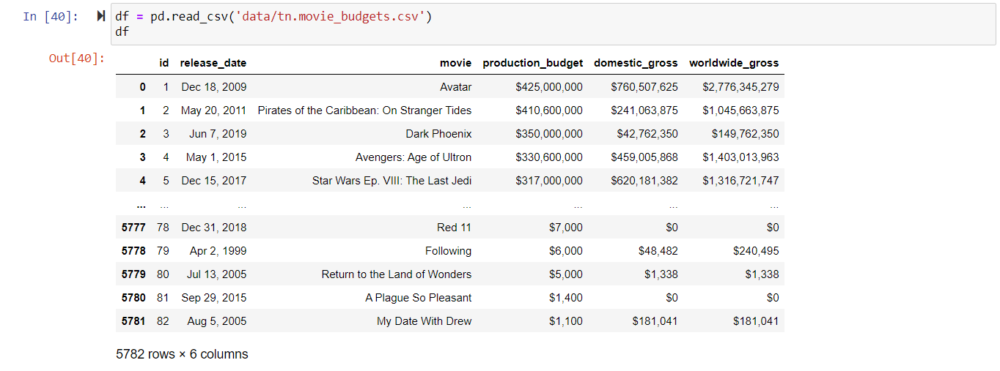 In [40]: df = pd.read_csv('data/tn.movie_budgets.csv')
df
Out[40]:
id release_date movie production_budget domestic_gross worldwide_gross
0 1 Dec 18, 2009 Avatar $425,000,000 $760,507,625 $2,776,345,279
1 2 May 20, 2011 Pirates of the Caribbean: On Stranger Tides $410,600,000 $241,063,875 $1,045,663,875
2 3 Jun 7, 2019 Dark Phoenix $350,000,000 $42,762,350 $149,762,350
3 4 May 1, 2015 Avengers: Age of Ultron $330,600,000 $459,005,868 $1,403,013,963
4 5 Dec 15, 2017 Star Wars Ep. VIII: The Last Jedi $317,000,000 $620,181,382 $1,316,721,747
... ... ... ... ... ... ...
5777 78 Dec 31, 2018 Red 11 $7,000 $0 $0
5778 79 Apr 2, 1999 Following $6,000 $48,482 $240,495
5779 80 Jul 13, 2005 Return to the Land of Wonders $5,000 $1,338 $1,338
5780 81 Sep 29, 2015 A Plague So Pleasant $1,400 $0 $0
5781 82 Aug 5, 2005 My Date With Drew $1,100 $181,041 $181,041
5782 rows × 6 columns